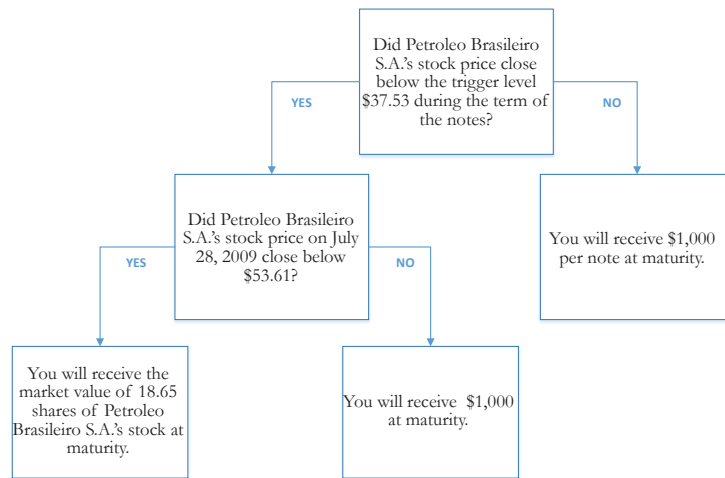 Did Petroleo Brasileiro
S.A.'s stock price close
below the trigger level
$37.53 during the term of
the notes?
YES
NO
Did Petroleo Brasileiro
S.A.'s stock price on July
28, 2009 close below
$53.61?
You will receive $1,000
per note at maturity.
YES
NO
You will receive the
market value of 18.65
shares of Petroleo
Brasileiro S.A.'s stock at
maturity.
You will receive $1,000
at maturity.